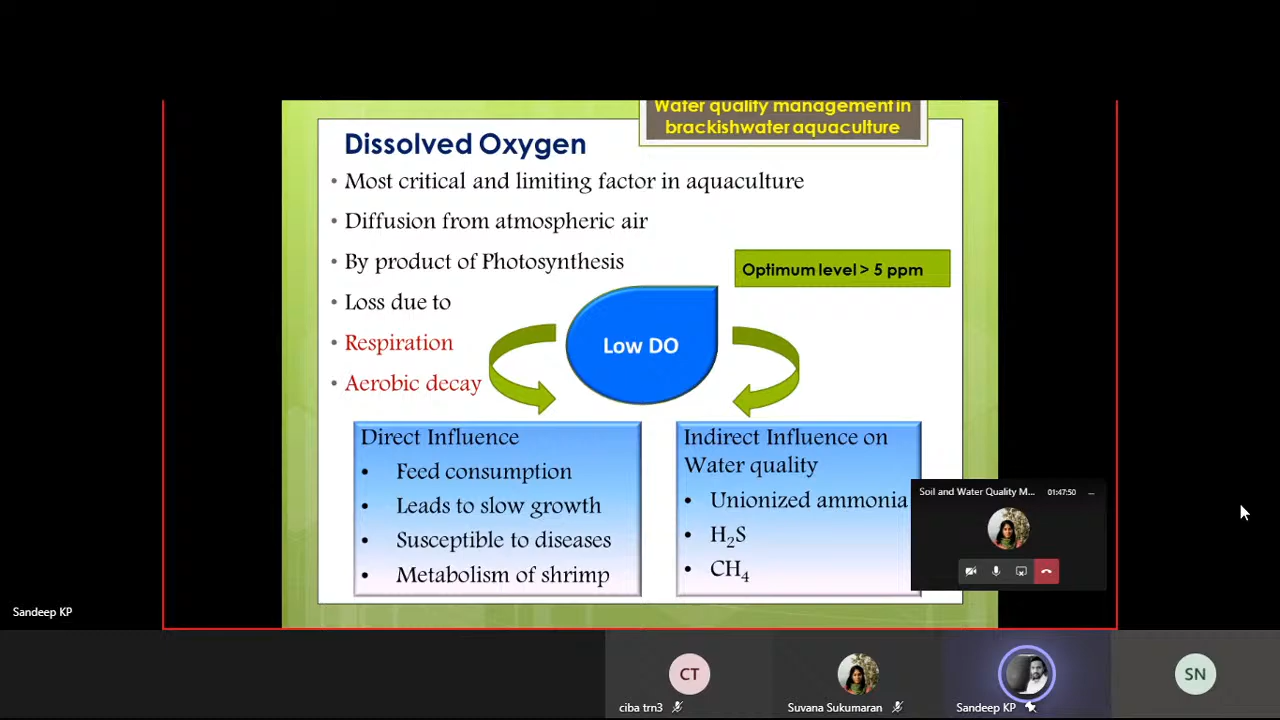 Water quality management in
brackishwater aquaculture
Dissolved Oxygen
• Most critical and limiting factor in aquaculture
• Diffusion from atmospheric air
• By product of Photosynthesis
Optimum level > 5 ppm
• Loss due to
• Respiration
• Aerobic decay
Low DO
Direct Influence
• Feed consumption
• Leads to slow growth
• Susceptible to diseases
• Metabolism of shrimp
Indirect Influence on
Water quality
• Unionized ammonia
• H₂S
• CH₄
Soil and Water Quality M... 01:47:50
Sandeep KP
CT
ciba trn3
Suvana Sukumaran
Sandeep KP
SN